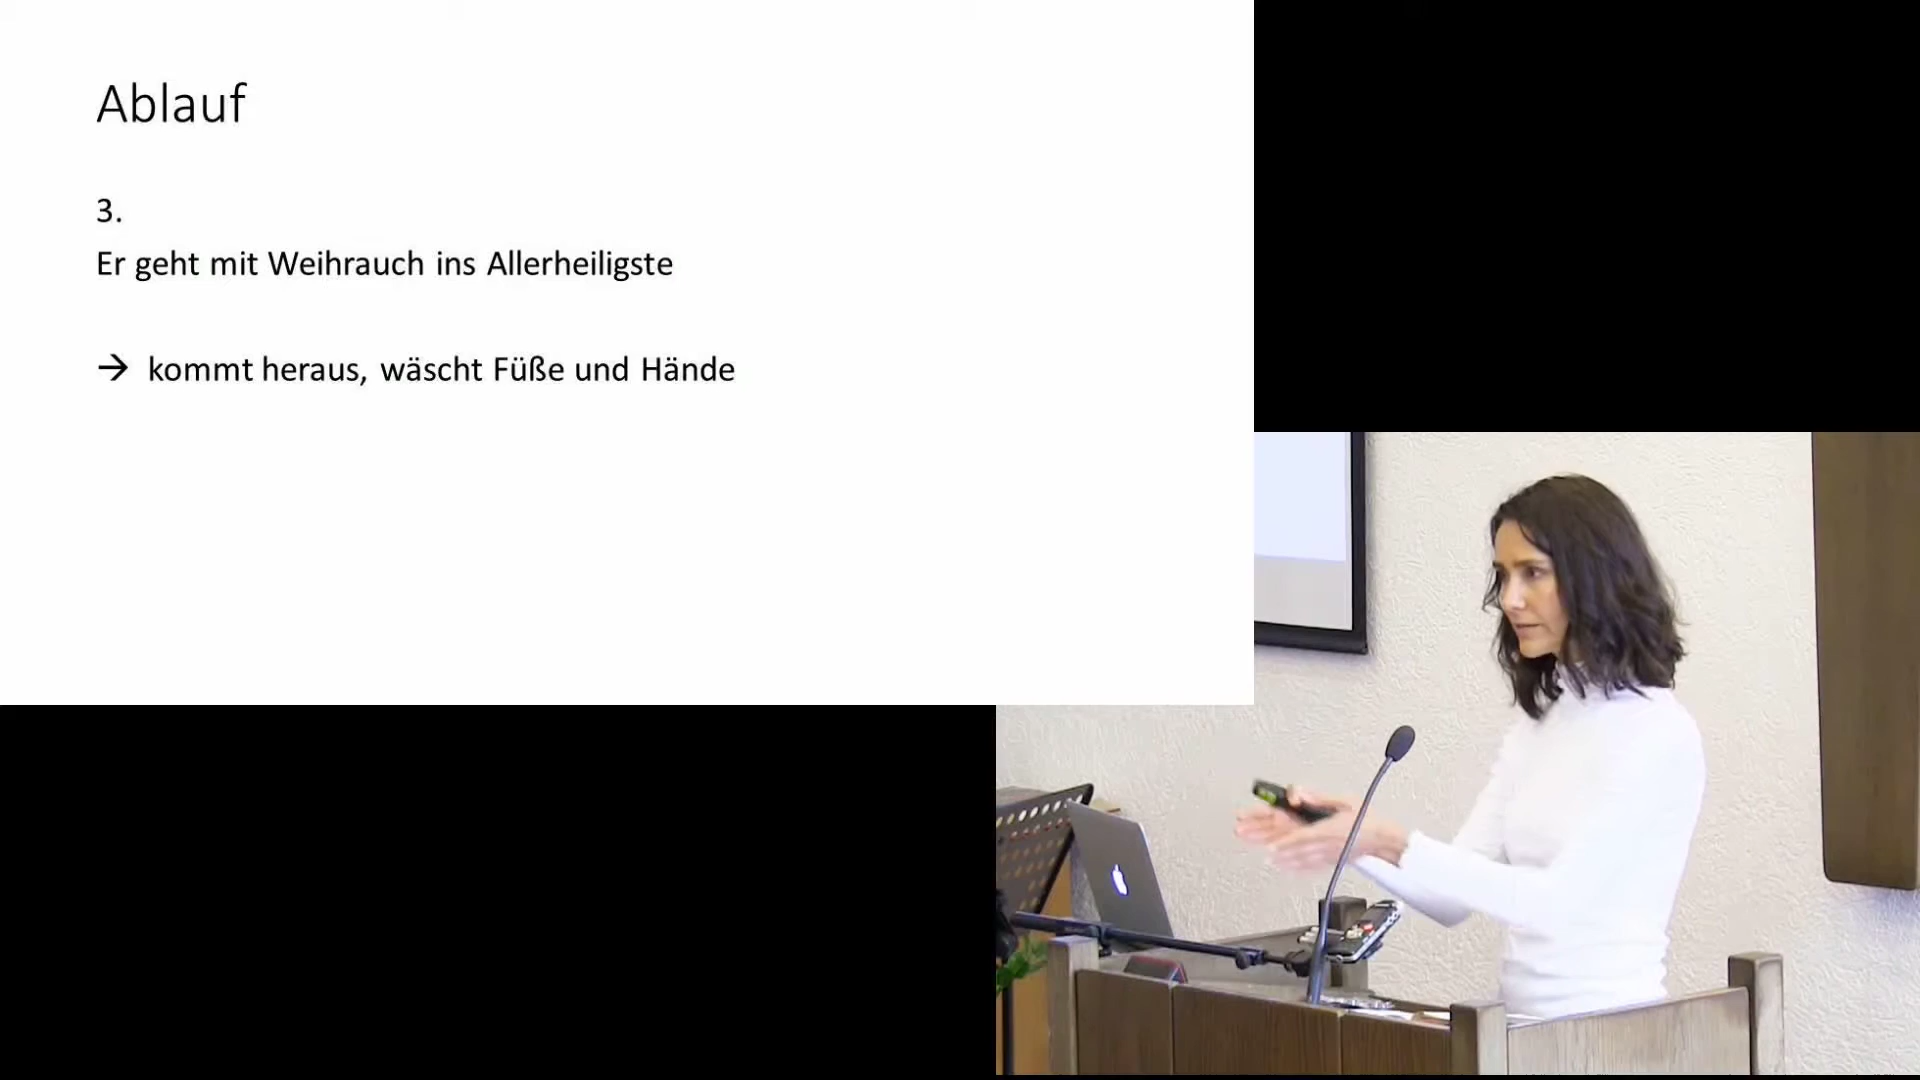 Ablauf
3.
Er geht mit Weihrauch ins Allerheiligste
→ kommt heraus, wäscht Füße und Hände